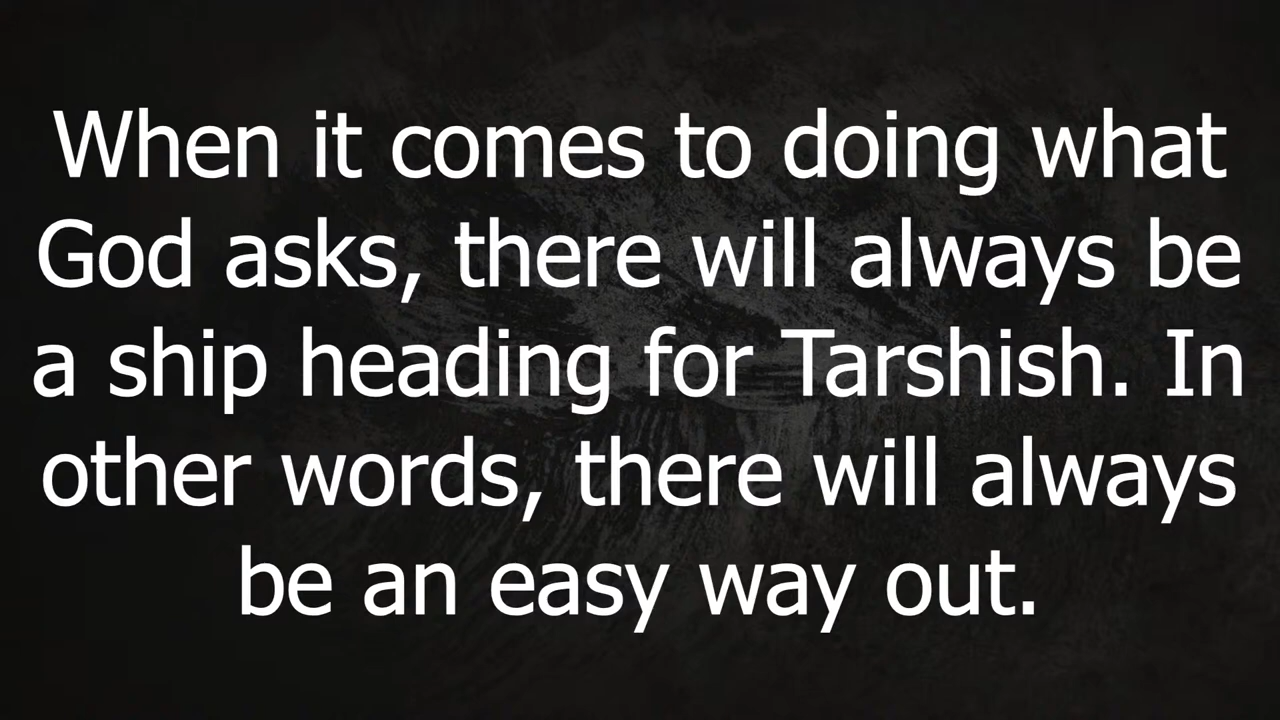 When it comes to doing what
God asks, there will always be
a ship heading for Tarshish. In
other words, there will always
be an easy way out.